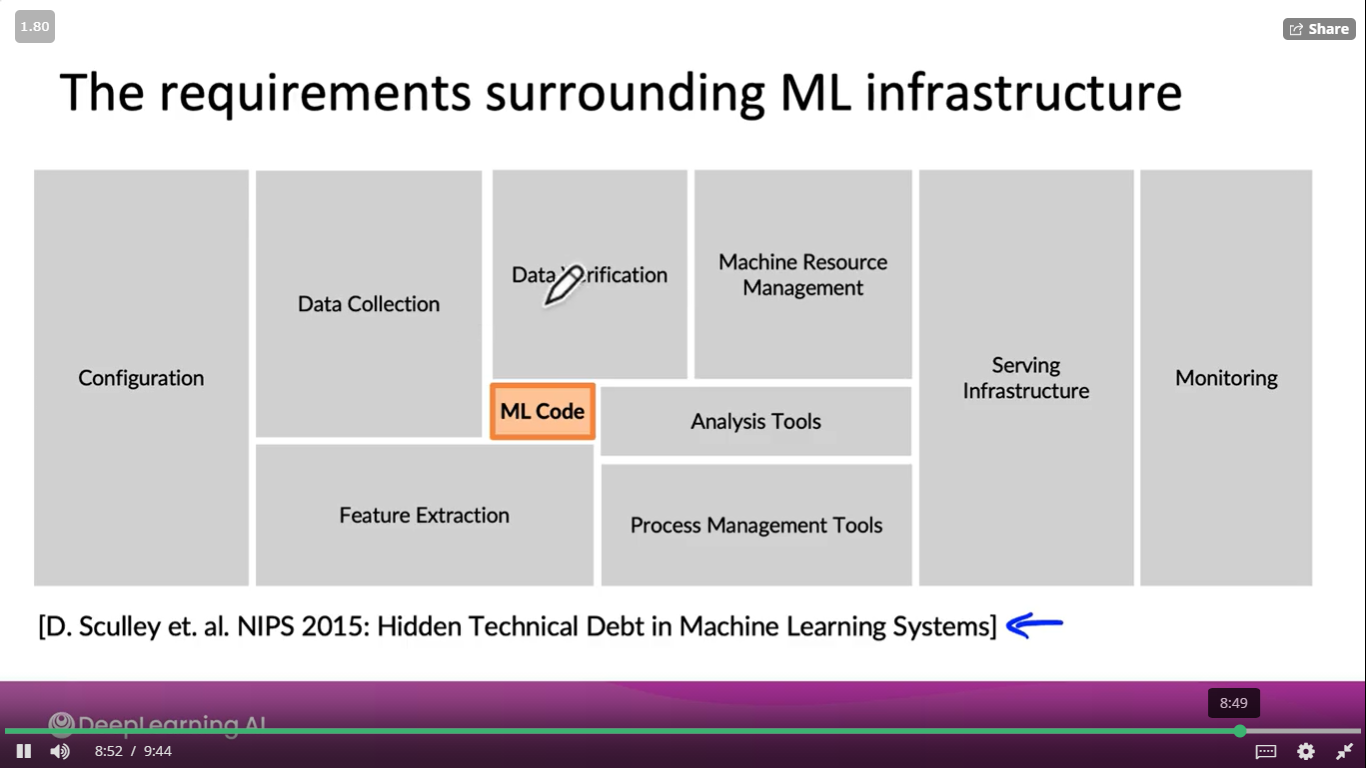 1.80
Share
The requirements surrounding ML infrastructure
Configuration
Data Collection
Data
rification
Machine Resource
Management
Serving
Infrastructure
Monitoring
ML Code
Analysis Tools
Feature Extraction
Process Management Tools
[D. Sculley et. al. NIPS 2015: Hidden Technical Debt in Machine Learning Systems]
8:49
DeepLearning.AI
8:52 / 9:44